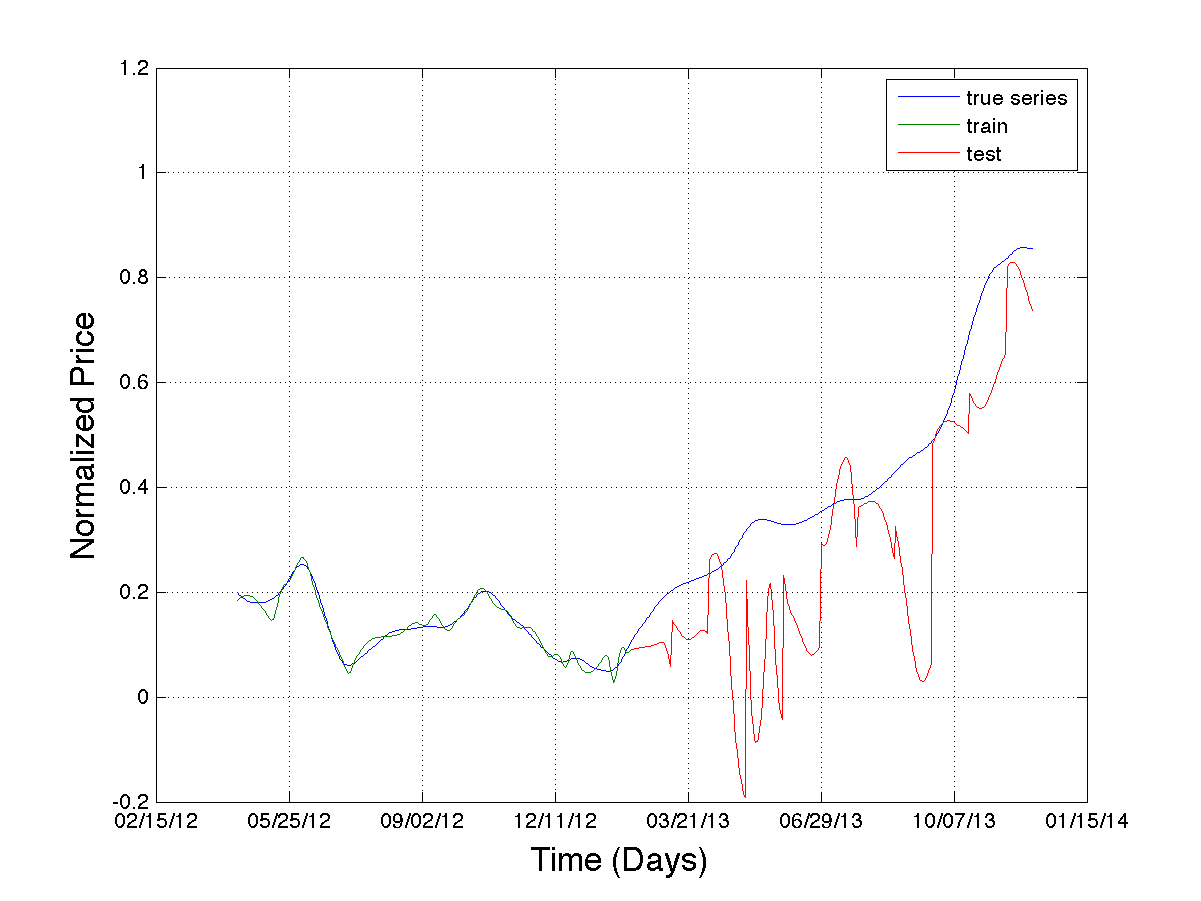 1.2
1
0.8
0.6
0.4
0.2
0
-0.2
Normalized Price
true series
train
test
02/15/12 05/25/12 09/02/12 12/11/12 03/21/13 06/29/13 10/07/13 01/15/14
Time (Days)